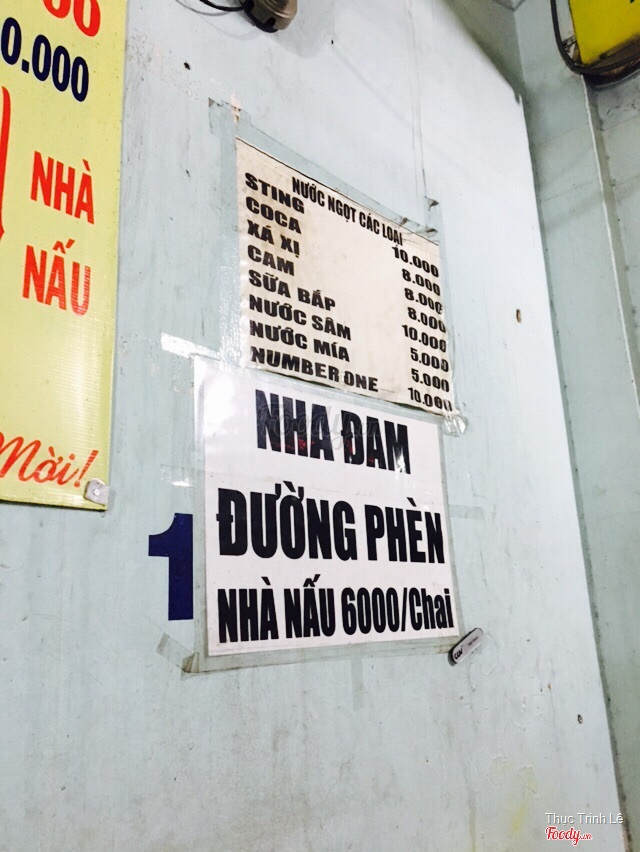 0.000
NHÀ
NẤU
Mời!
NƯỚC NGỌT CÁC LOẠI
STING 10.000
COCA 8.000
XÁ XỊ 8.000
CAM 8.000
SỮA BẮP 10.000
NƯỚC SÂM 5.000
NƯỚC MÍA 5.000
NUMBER ONE 10.000
NHA ĐAM
ĐƯỜNG PHÈN
NHÀ NẤU 6000/Chai
1
Thục Trinh Lê
Foody.vn